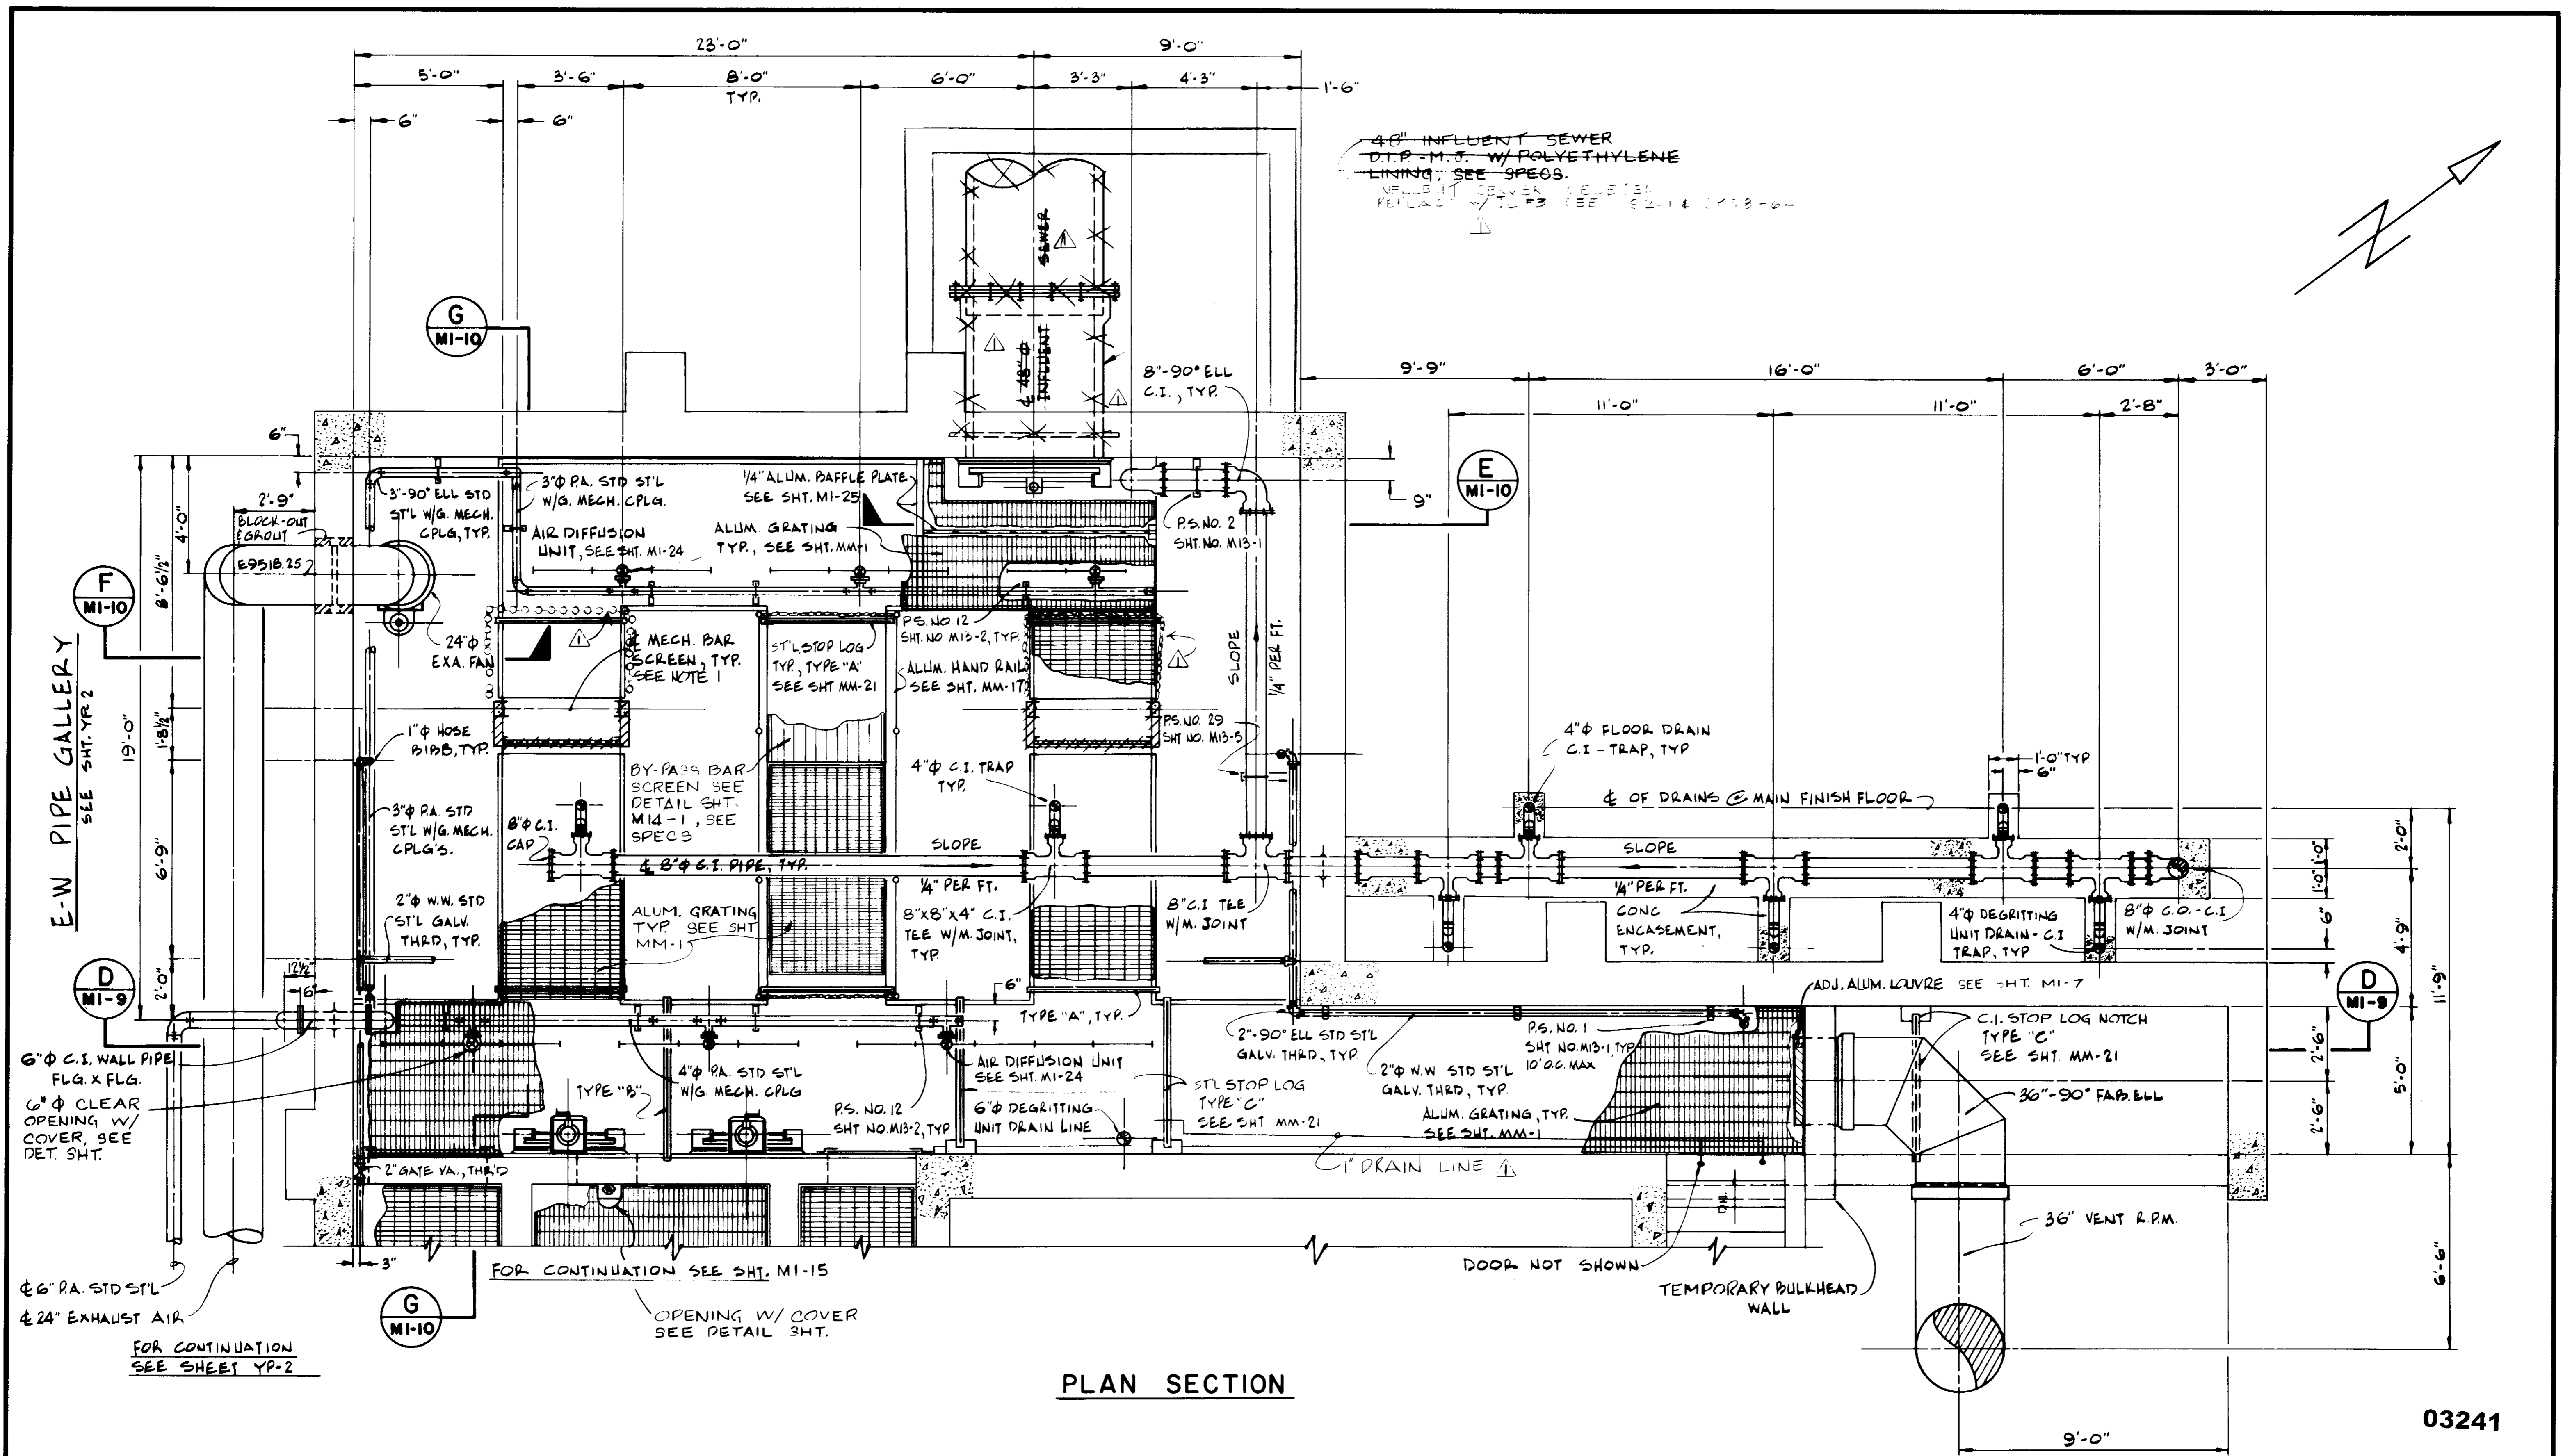 23'-0"
9'-0"
5'-0"
3'-6"
8'-0"
TYP.
6'-0"
3'-3"
4'-3"
1'-6"
6"
6"
48" INFLUENT SEWER
D.I.P.-M.J. W/ POLYETHYLENE
LINING, SEE SPECS.
SEWER
℄ 48" Φ
INFLUENT
G
M1-10
8"-90° ELL
C.I., TYP.
9'-9"
16'-0"
6'-0"
3'-0"
11'-0"
11'-0"
2'-8"
6"
2'-9"
4'-0"
BLOCK-OUT
& GROUT
E9518.25
3"-90° ELL STD
ST'L W/G. MECH.
CPLG, TYP.
3"Φ P.A. STD ST'L
W/G. MECH. CPLG.
AIR DIFFUSION
UNIT, SEE SHT. M1-24
1/4" ALUM. BAFFLE PLATE
SEE SHT. M1-25
ALUM. GRATING
TYP., SEE SHT. MM-1
P.S. NO. 2
SHT. NO. M13-1
E
M1-10
9"
F
M1-10
8'-6 1/2"
24"Φ
EXA. FAN
℄ MECH. BAR
SCREEN, TYP.
SEE NOTE 1
ST'L STOP LOG
TYP., TYPE "A"
SEE SHT MM-21
P.S. NO. 12
SHT. NO M13-2, TYP.
ALUM. HAND RAIL
SEE SHT. MM-17
SLOPE
1/4" PER FT.
E-W PIPE GALLERY
SEE SHT. YP-2
19'-0"
1'-8 1/2"
1"Φ HOSE
BIBB, TYP.
P.S. NO. 29
SHT NO. M13-5
4"Φ FLOOR DRAIN
C.I - TRAP, TYP
1'-0" TYP
6"
BY-PASS BAR
SCREEN. SEE
DETAIL SHT.
M14-1, SEE
SPECS
4"Φ C.I. TRAP
TYP.
℄ OF DRAINS @ MAIN FINISH FLOOR
3"Φ P.A. STD
ST'L W/G. MECH.
CPLG'S.
8"Φ C.I.
CAP
6'-9"
℄ 8"Φ C.I. PIPE, TYP.
SLOPE
1/4" PER FT.
SLOPE
1/4" PER FT.
2'-0"
1'-0"
1'-0"
2"Φ W.W. STD
ST'L GALV.
THRD, TYP.
ALUM. GRATING
TYP. SEE SHT
MM-1
8"X8"X4" C.I.
TEE W/M. JOINT,
TYP.
8" C.I TEE
W/M. JOINT
CONC
ENCASEMENT,
TYP.
4"Φ DEGRITTING
UNIT DRAIN - C.I
TRAP, TYP
8"Φ C.O. - C.I
W/M. JOINT
6"
4'-9"
11'-9"
D
M1-9
12 1/2"
6"
2'-0"
6"
TYPE "A", TYP.
ADJ. ALUM. LOUVRE SEE SHT. M1-7
D
M1-9
6"Φ C.I. WALL PIPE
FLG. X FLG.
6"Φ CLEAR
OPENING W/
COVER, SEE
DET. SHT.
TYPE "B"
4"Φ P.A. STD ST'L
W/G. MECH. CPLG
P.S. NO. 12
SHT NO. M13-2, TYP
AIR DIFFUSION UNIT
SEE SHT. M1-24
6"Φ DEGRITTING
UNIT DRAIN LINE
ST'L STOP LOG
TYPE "C"
SEE SHT MM-21
2"-90° ELL STD ST'L
GALV. THRD, TYP
2"Φ W.W STD ST'L
GALV. THRD, TYP.
P.S. NO. 1
SHT NO. M13-1, TYP
10' O.C. MAX
ALUM. GRATING, TYP.
SEE SHT. MM-1
C.I. STOP LOG NOTCH
TYPE "C"
SEE SHT. MM-21
36"-90° FAB. ELL
2'-6"
2'-6"
5'-0"
2" GATE VA., THR'D
1" DRAIN LINE
DN.
36" VENT R.P.M.
6'-6"
3"
FOR CONTINUATION SEE SHT. M1-15
DOOR NOT SHOWN
TEMPORARY BULKHEAD
WALL
℄ 6" P.A. STD ST'L
℄ 24" EXHAUST AIR
G
M1-10
OPENING W/ COVER
SEE DETAIL SHT.
FOR CONTINUATION
SEE SHEET YP-2
PLAN SECTION
9'-0"
03241